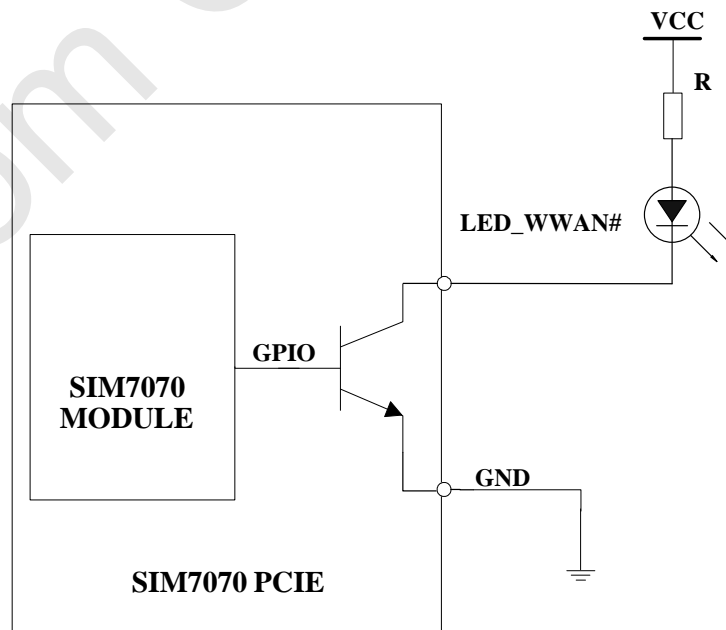 VCC
R
LED_WWAN#
GPIO
SIM7070
MODULE
GND
SIM7070 PCIE